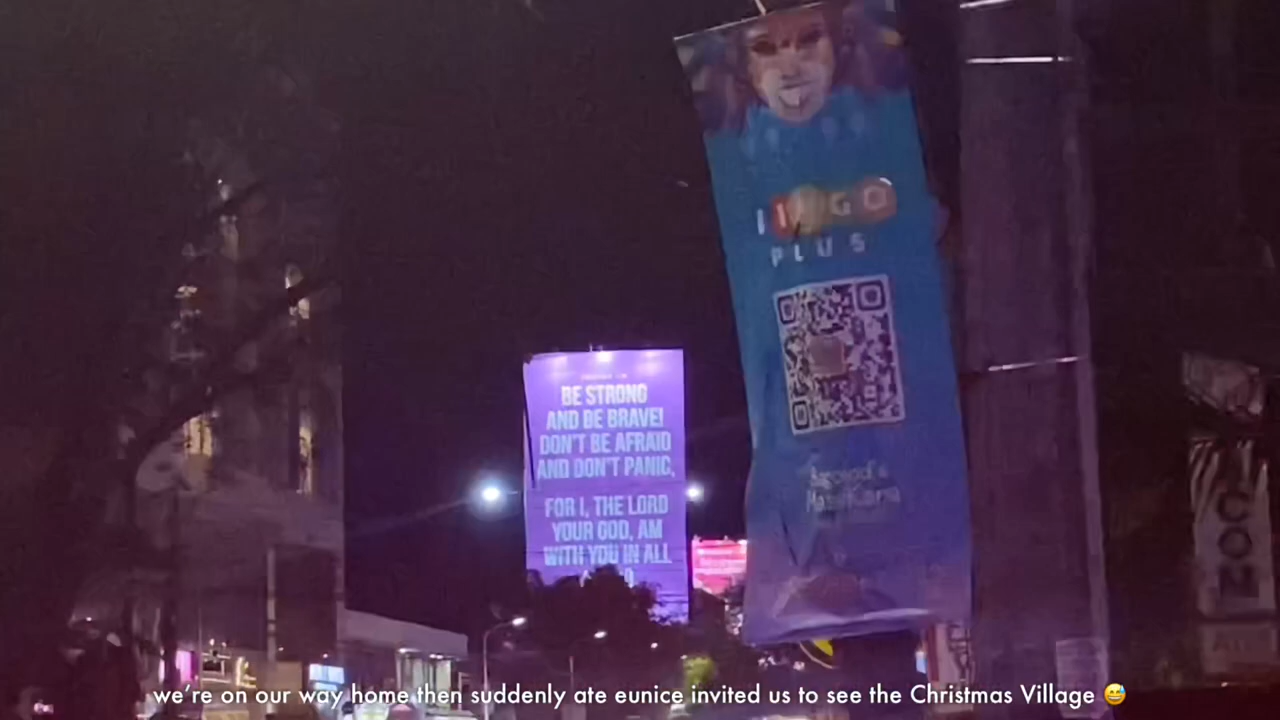 BE STRONG
AND BE BRAVE!
DON'T BE AFRAID
AND DON'T PANIC,
FOR I, THE LORD
YOUR GOD, AM
WITH YOU IN ALL
PLUS
ICON
we're on our way home then suddenly ate eunice invited us to see the Christmas Village 😅